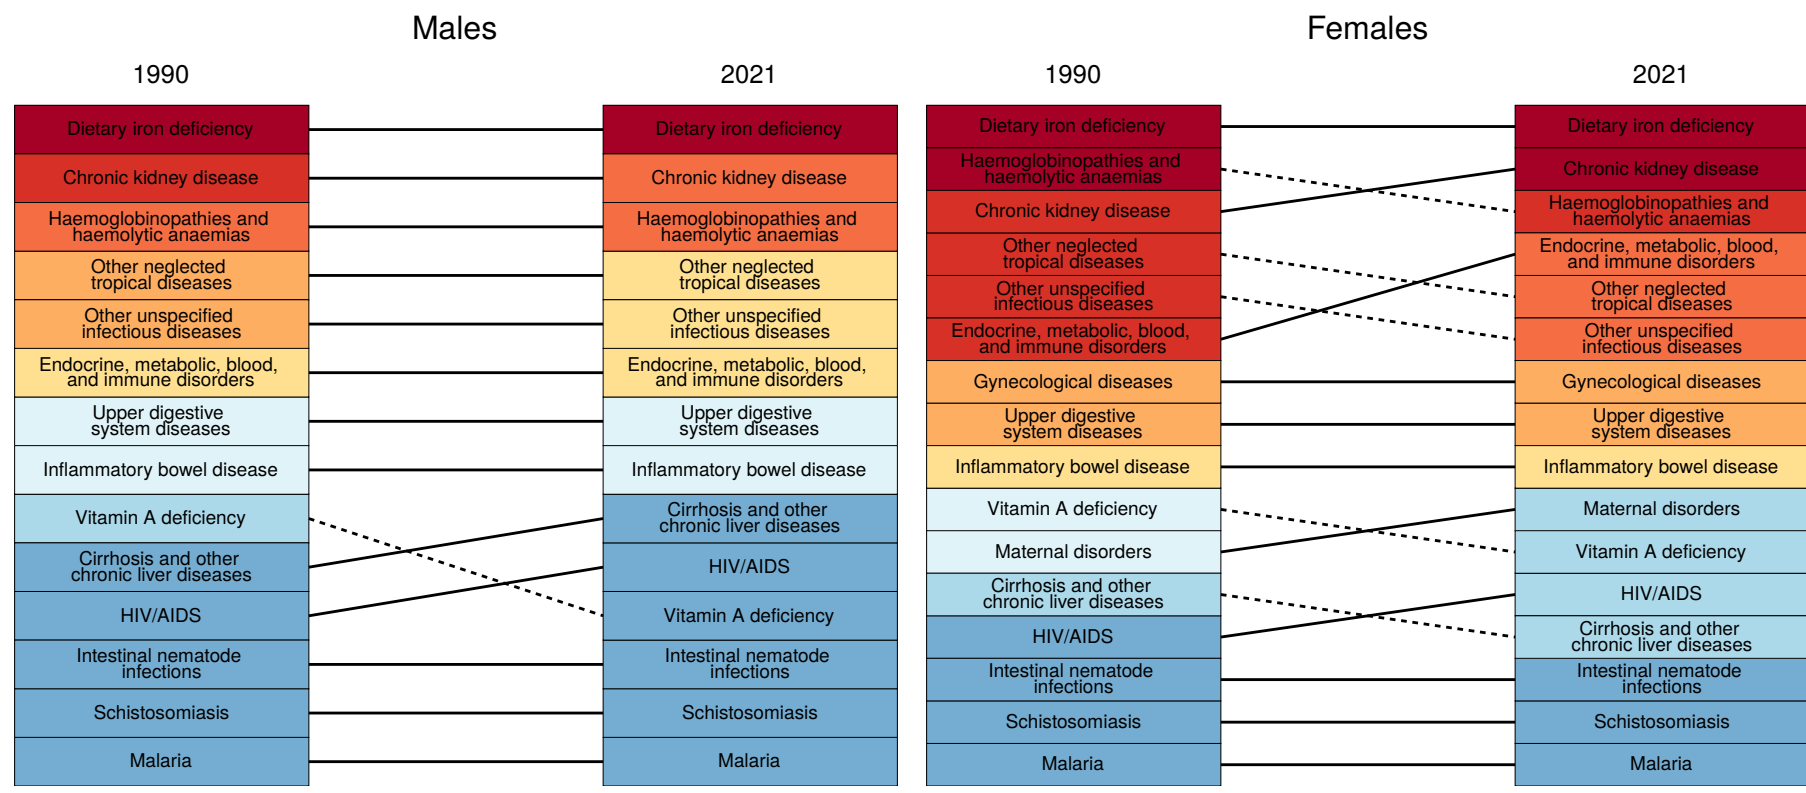 Males
1990
2021
Dietary iron deficiency
Chronic kidney disease
Haemoglobinopathies and
haemolytic anaemias
Other neglected
tropical diseases
Other unspecified
infectious diseases
Endocrine, metabolic, blood,
and immune disorders
Upper digestive
system diseases
Inflammatory bowel disease
Vitamin A deficiency
Cirrhosis and other
chronic liver diseases
HIV/AIDS
Intestinal nematode
infections
Schistosomiasis
Malaria
Dietary iron deficiency
Chronic kidney disease
Haemoglobinopathies and
haemolytic anaemias
Other neglected
tropical diseases
Other unspecified
infectious diseases
Endocrine, metabolic, blood,
and immune disorders
Upper digestive
system diseases
Inflammatory bowel disease
Cirrhosis and other
chronic liver diseases
HIV/AIDS
Vitamin A deficiency
Intestinal nematode
infections
Schistosomiasis
Malaria
Females
1990
2021
Dietary iron deficiency
Haemoglobinopathies and
haemolytic anaemias
Chronic kidney disease
Other neglected
tropical diseases
Other unspecified
infectious diseases
Endocrine, metabolic, blood,
and immune disorders
Gynecological diseases
Upper digestive
system diseases
Inflammatory bowel disease
Vitamin A deficiency
Maternal disorders
Cirrhosis and other
chronic liver diseases
HIV/AIDS
Intestinal nematode
infections
Schistosomiasis
Malaria
Dietary iron deficiency
Chronic kidney disease
Haemoglobinopathies and
haemolytic anaemias
Endocrine, metabolic, blood,
and immune disorders
Other neglected
tropical diseases
Other unspecified
infectious diseases
Gynecological diseases
Upper digestive
system diseases
Inflammatory bowel disease
Maternal disorders
Vitamin A deficiency
HIV/AIDS
Cirrhosis and other
chronic liver diseases
Intestinal nematode
infections
Schistosomiasis
Malaria